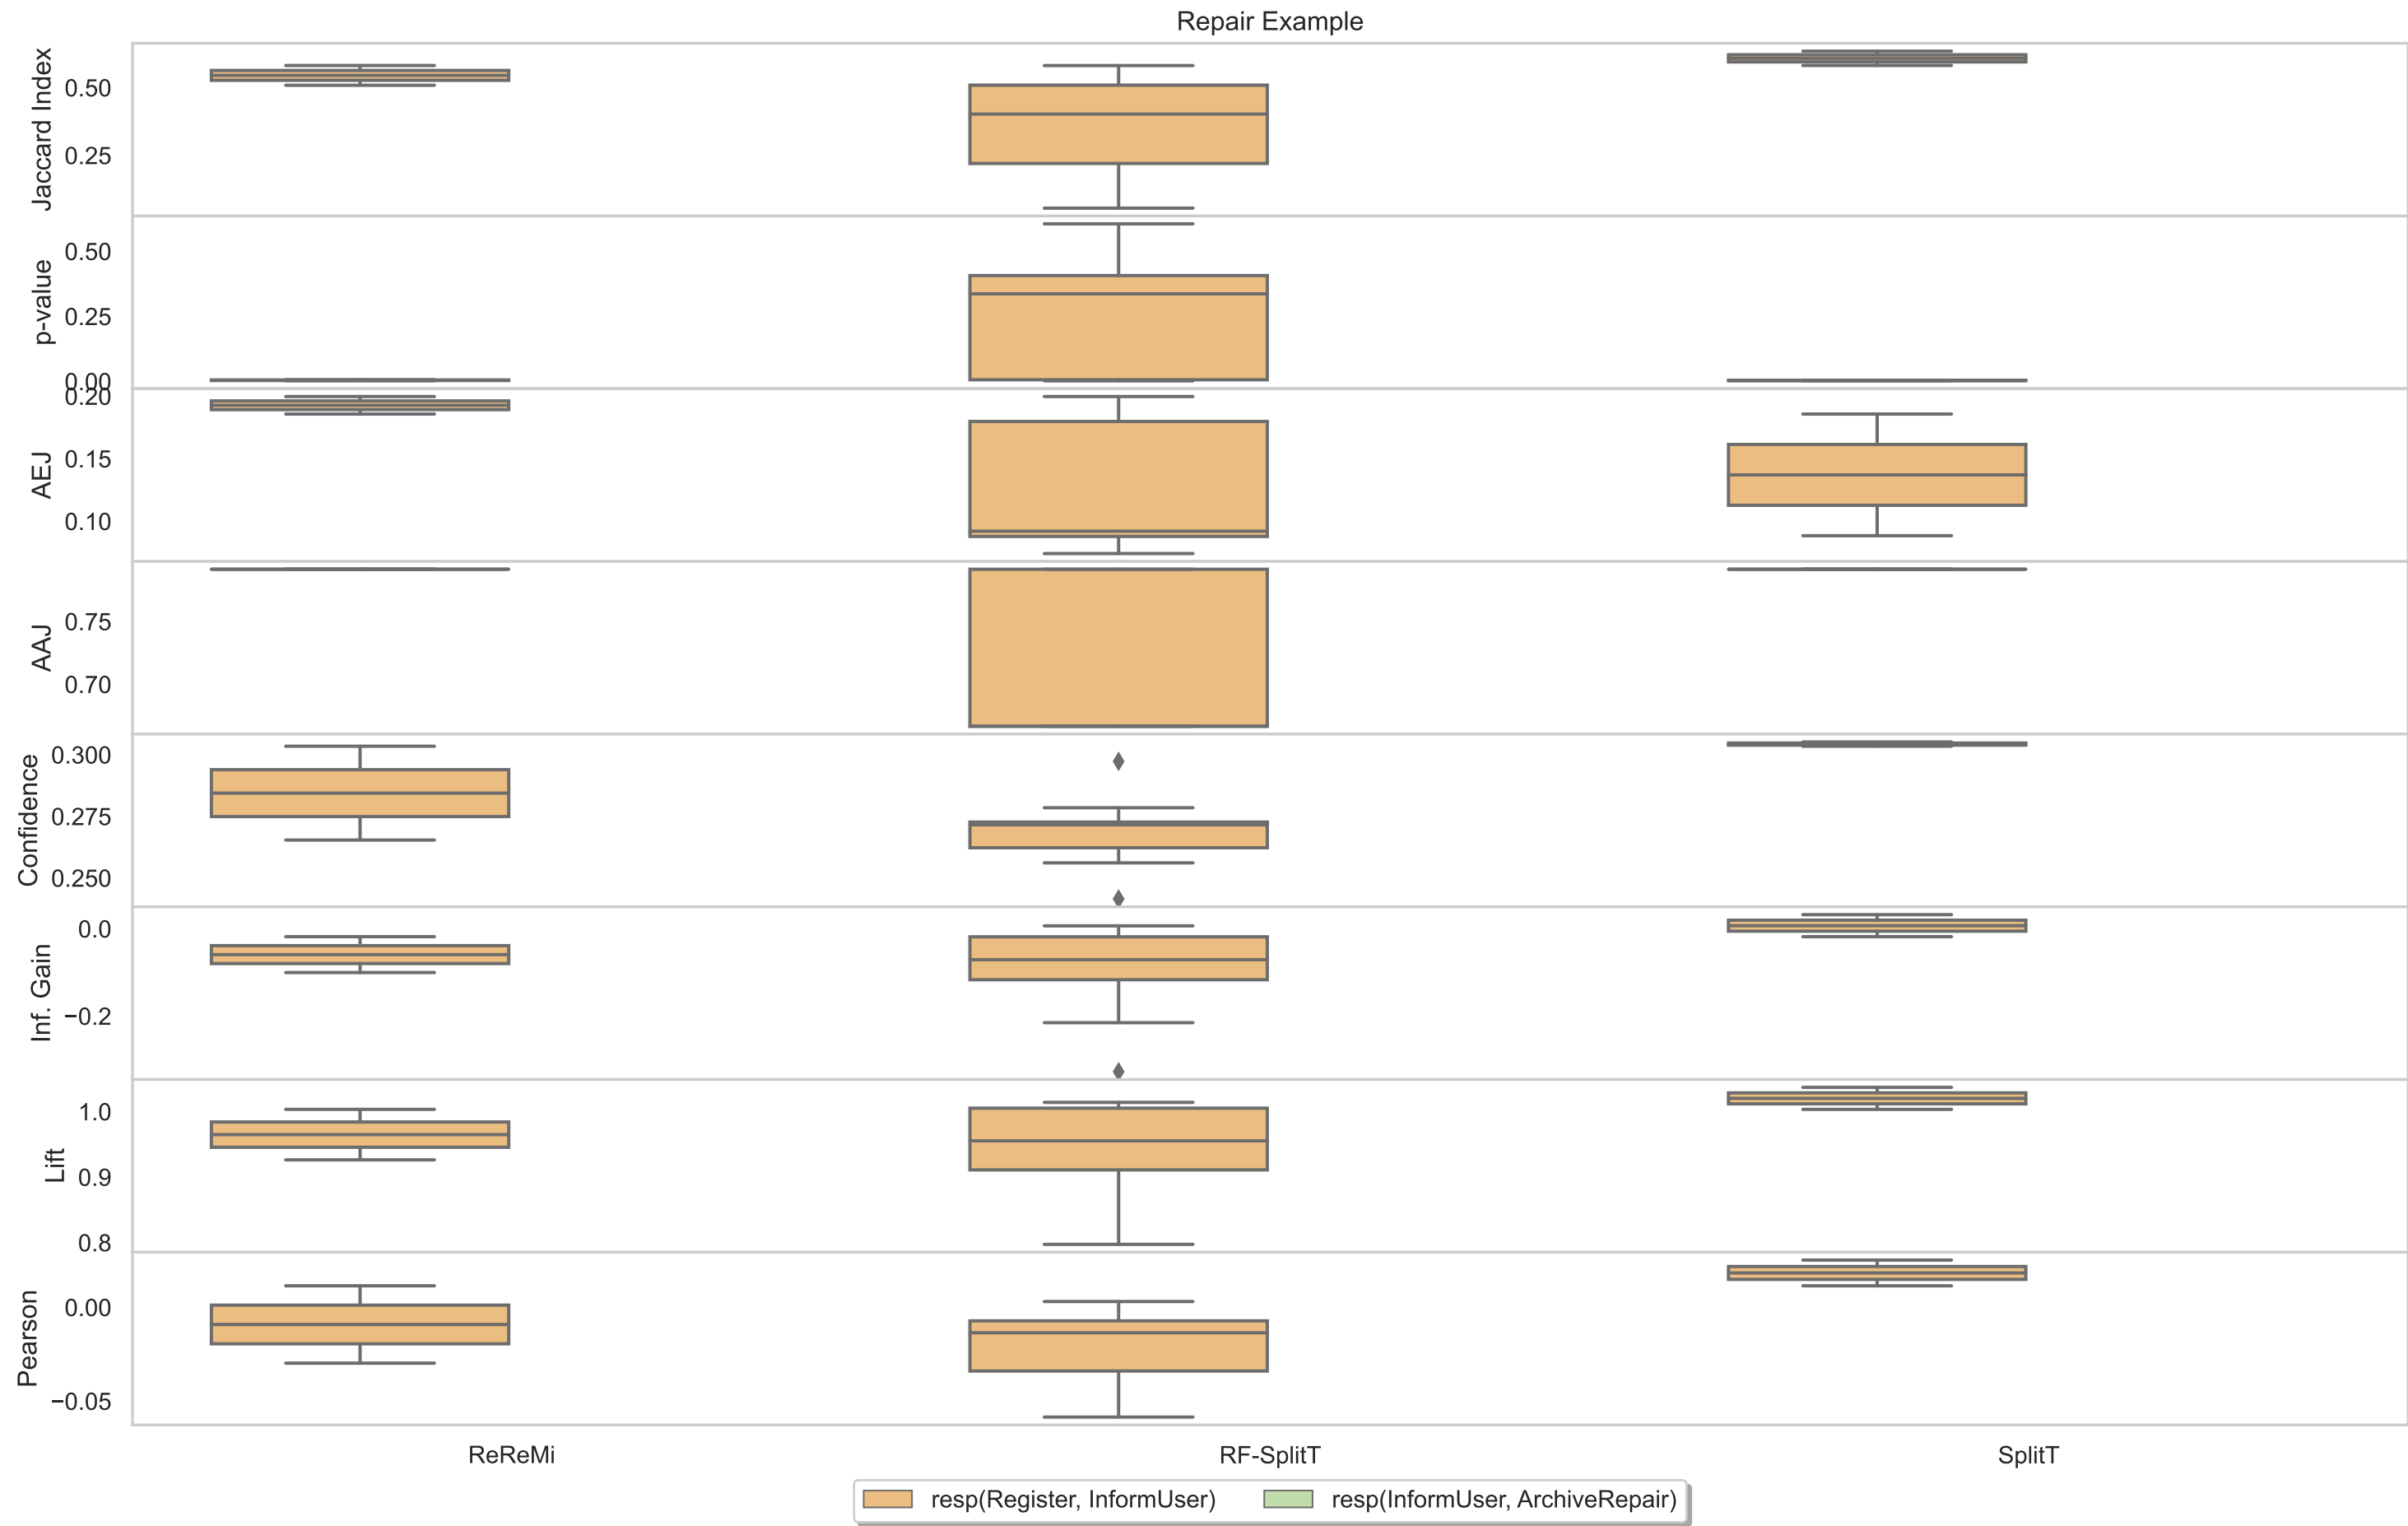 Repair Example
Jaccard Index
0.50
0.25
p-value
0.50
0.25
0.00
AEJ
0.20
0.15
0.10
AAJ
0.75
0.70
Confidence
0.300
0.275
0.250
Inf. Gain
0.0
−0.2
Lift
1.0
0.9
0.8
Pearson
0.00
−0.05
ReReMi RF-SplitT SplitT
resp(Register, InformUser) resp(InformUser, ArchiveRepair)